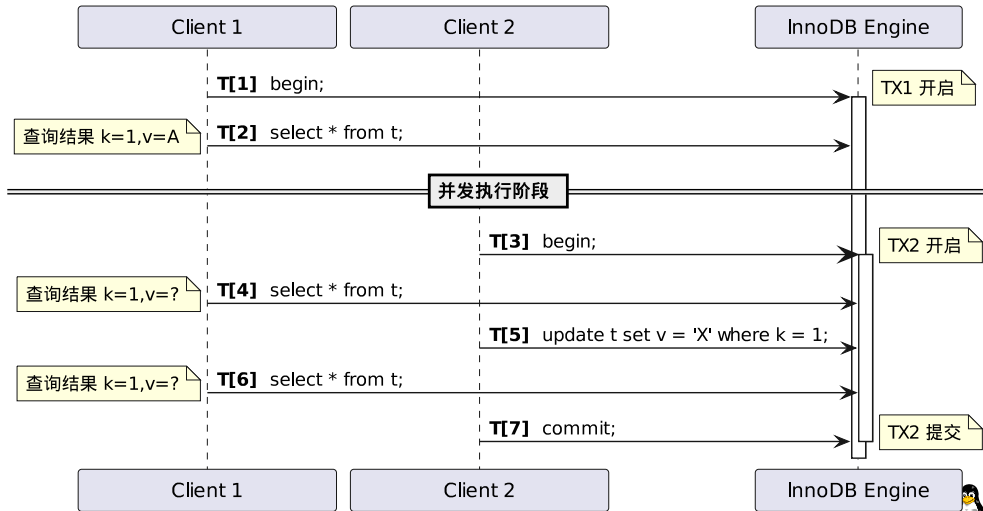 Client 1
Client 2
InnoDB Engine
T[1] begin;
TX1 开启
T[2] select * from t;
查询结果 k=1,v=A
并发执行阶段
T[3] begin;
TX2 开启
T[4] select * from t;
查询结果 k=1,v=?
T[5] update t set v = 'X' where k = 1;
T[6] select * from t;
查询结果 k=1,v=?
T[7] commit;
TX2 提交
Client 1
Client 2
InnoDB Engine